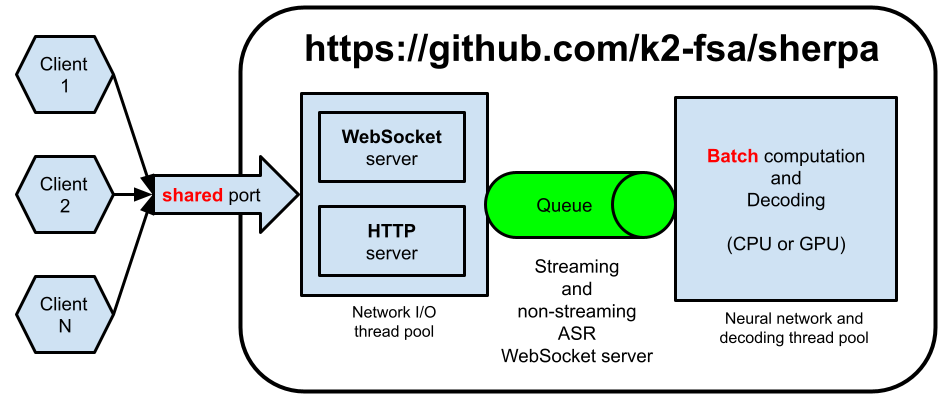 https://github.com/k2-fsa/sherpa
Client
1
Client
2
Client
N
shared port
WebSocket
server
HTTP
server
Network I/O
thread pool
Queue
Streaming
and
non-streaming
ASR
WebSocket server
Batch computation
and
Decoding
(CPU or GPU)
Neural network and
decoding thread pool